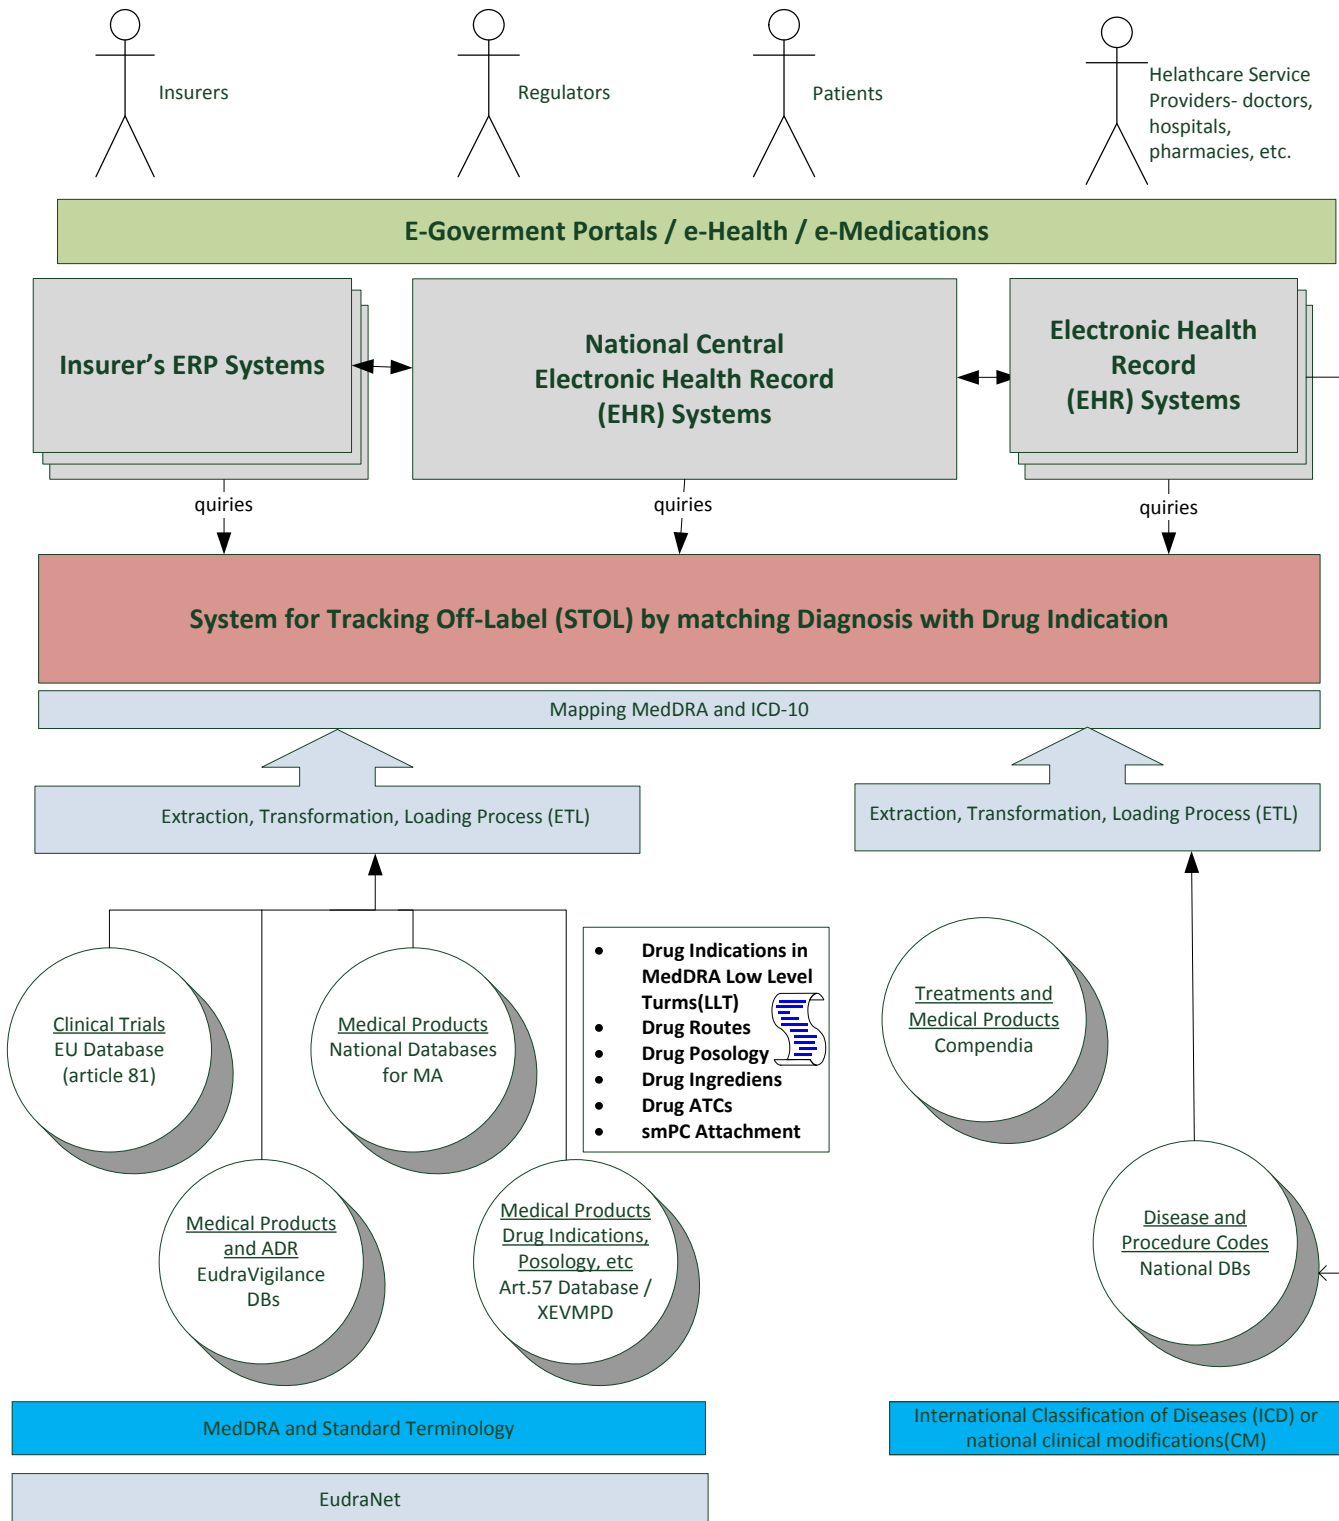 Insurers
Regulators
Patients
Helathcare Service
Providers- doctors,
hospitals,
pharmacies, etc.
E-Goverment Portals / e-Health / e-Medications
Insurer's ERP Systems
National Central
Electronic Health Record
(EHR) Systems
Electronic Health
Record
(EHR) Systems
quiries
quiries
quiries
System for Tracking Off-Label (STOL) by matching Diagnosis with Drug Indication
Mapping MedDRA and ICD-10
Extraction, Transformation, Loading Process (ETL)
Extraction, Transformation, Loading Process (ETL)
Clinical Trials
EU Database
(article 81)
Medical Products
National Databases
for MA
• Drug Indications in
MedDRA Low Level
Turms(LLT)
• Drug Routes
• Drug Posology
• Drug Ingrediens
• Drug ATCs
• smPC Attachment
Treatments and
Medical Products
Compendia
Medical Products
and ADR
EudraVigilance
DBs
Medical Products
Drug Indications,
Posology, etc
Art.57 Database /
XEVMPD
Disease and
Procedure Codes
National DBs
MedDRA and Standard Terminology
International Classification of Diseases (ICD) or
national clinical modifications(CM)
EudraNet